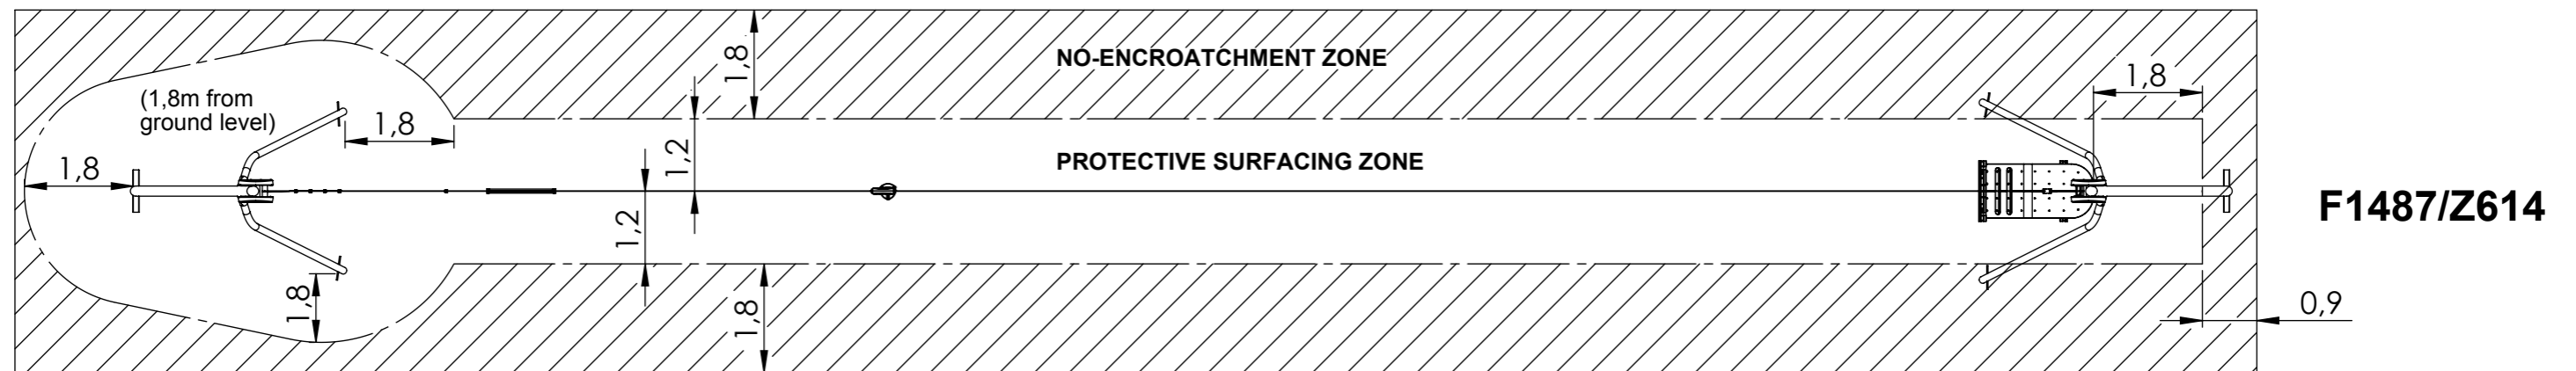 NO-ENCROATCHMENT ZONE
1,8
1,8
(1,8m from
ground level)
1,8
1,2
PROTECTIVE SURFACING ZONE
1,8
F1487/Z614
1,2
1,8
1,8
0,9